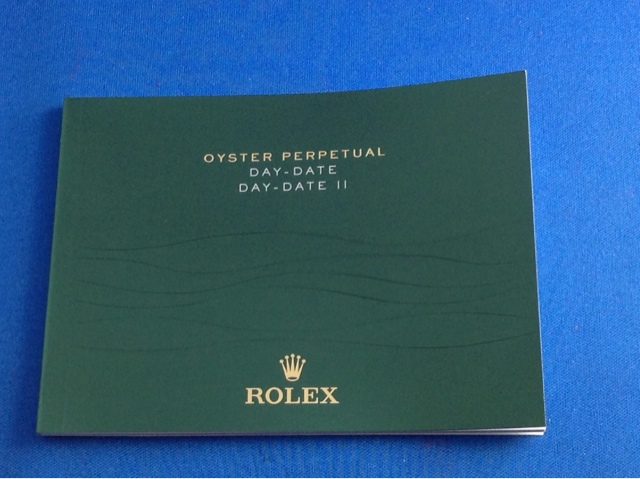 OYSTER PERPETUAL
DAY-DATE
DAY-DATE II
ROLEX